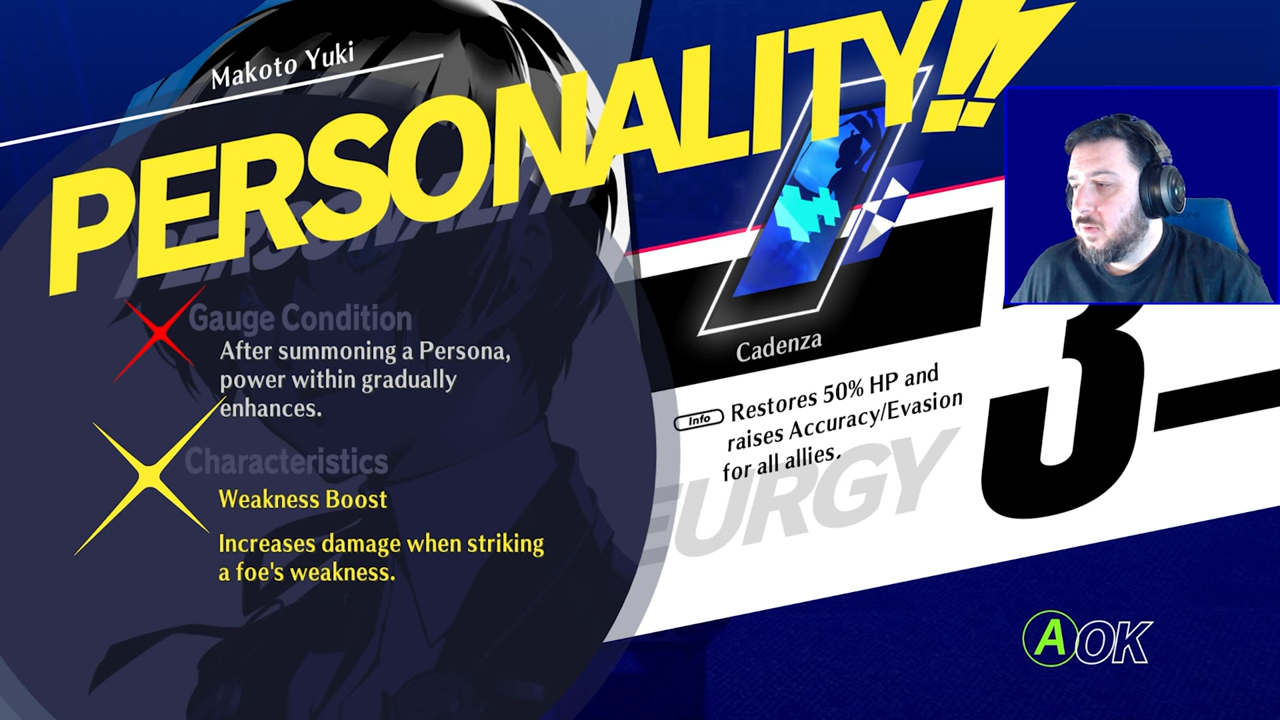 Makoto Yuki
PERSONALITY!!
PERSONALITY
Gauge Condition
After summoning a Persona,
power within gradually
enhances.
Characteristics
Weakness Boost
Increases damage when striking
a foe's weakness.
Cadenza
Info Restores 50% HP and
raises Accuracy/Evasion
for all allies.
EURGY
3
A OK